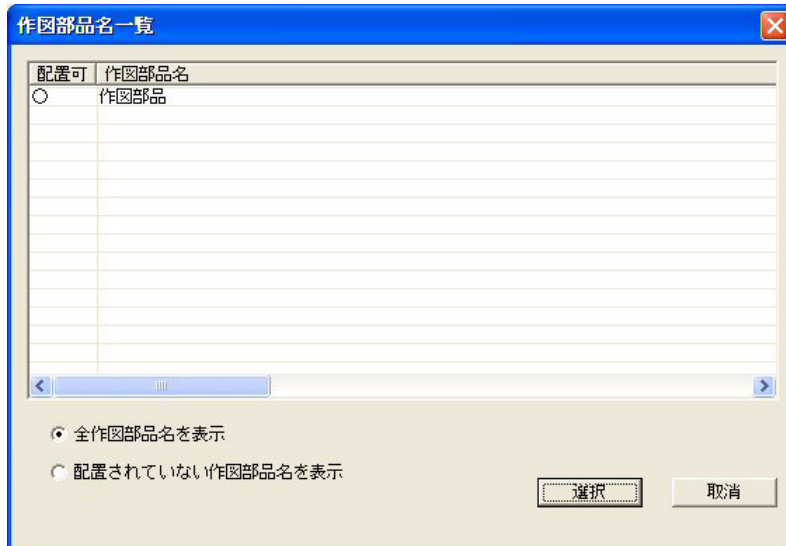 作図部品名一覧
配置可 作図部品名
○ 作図部品
全作図部品名を表示
配置されていない作図部品名を表示
選択 取消